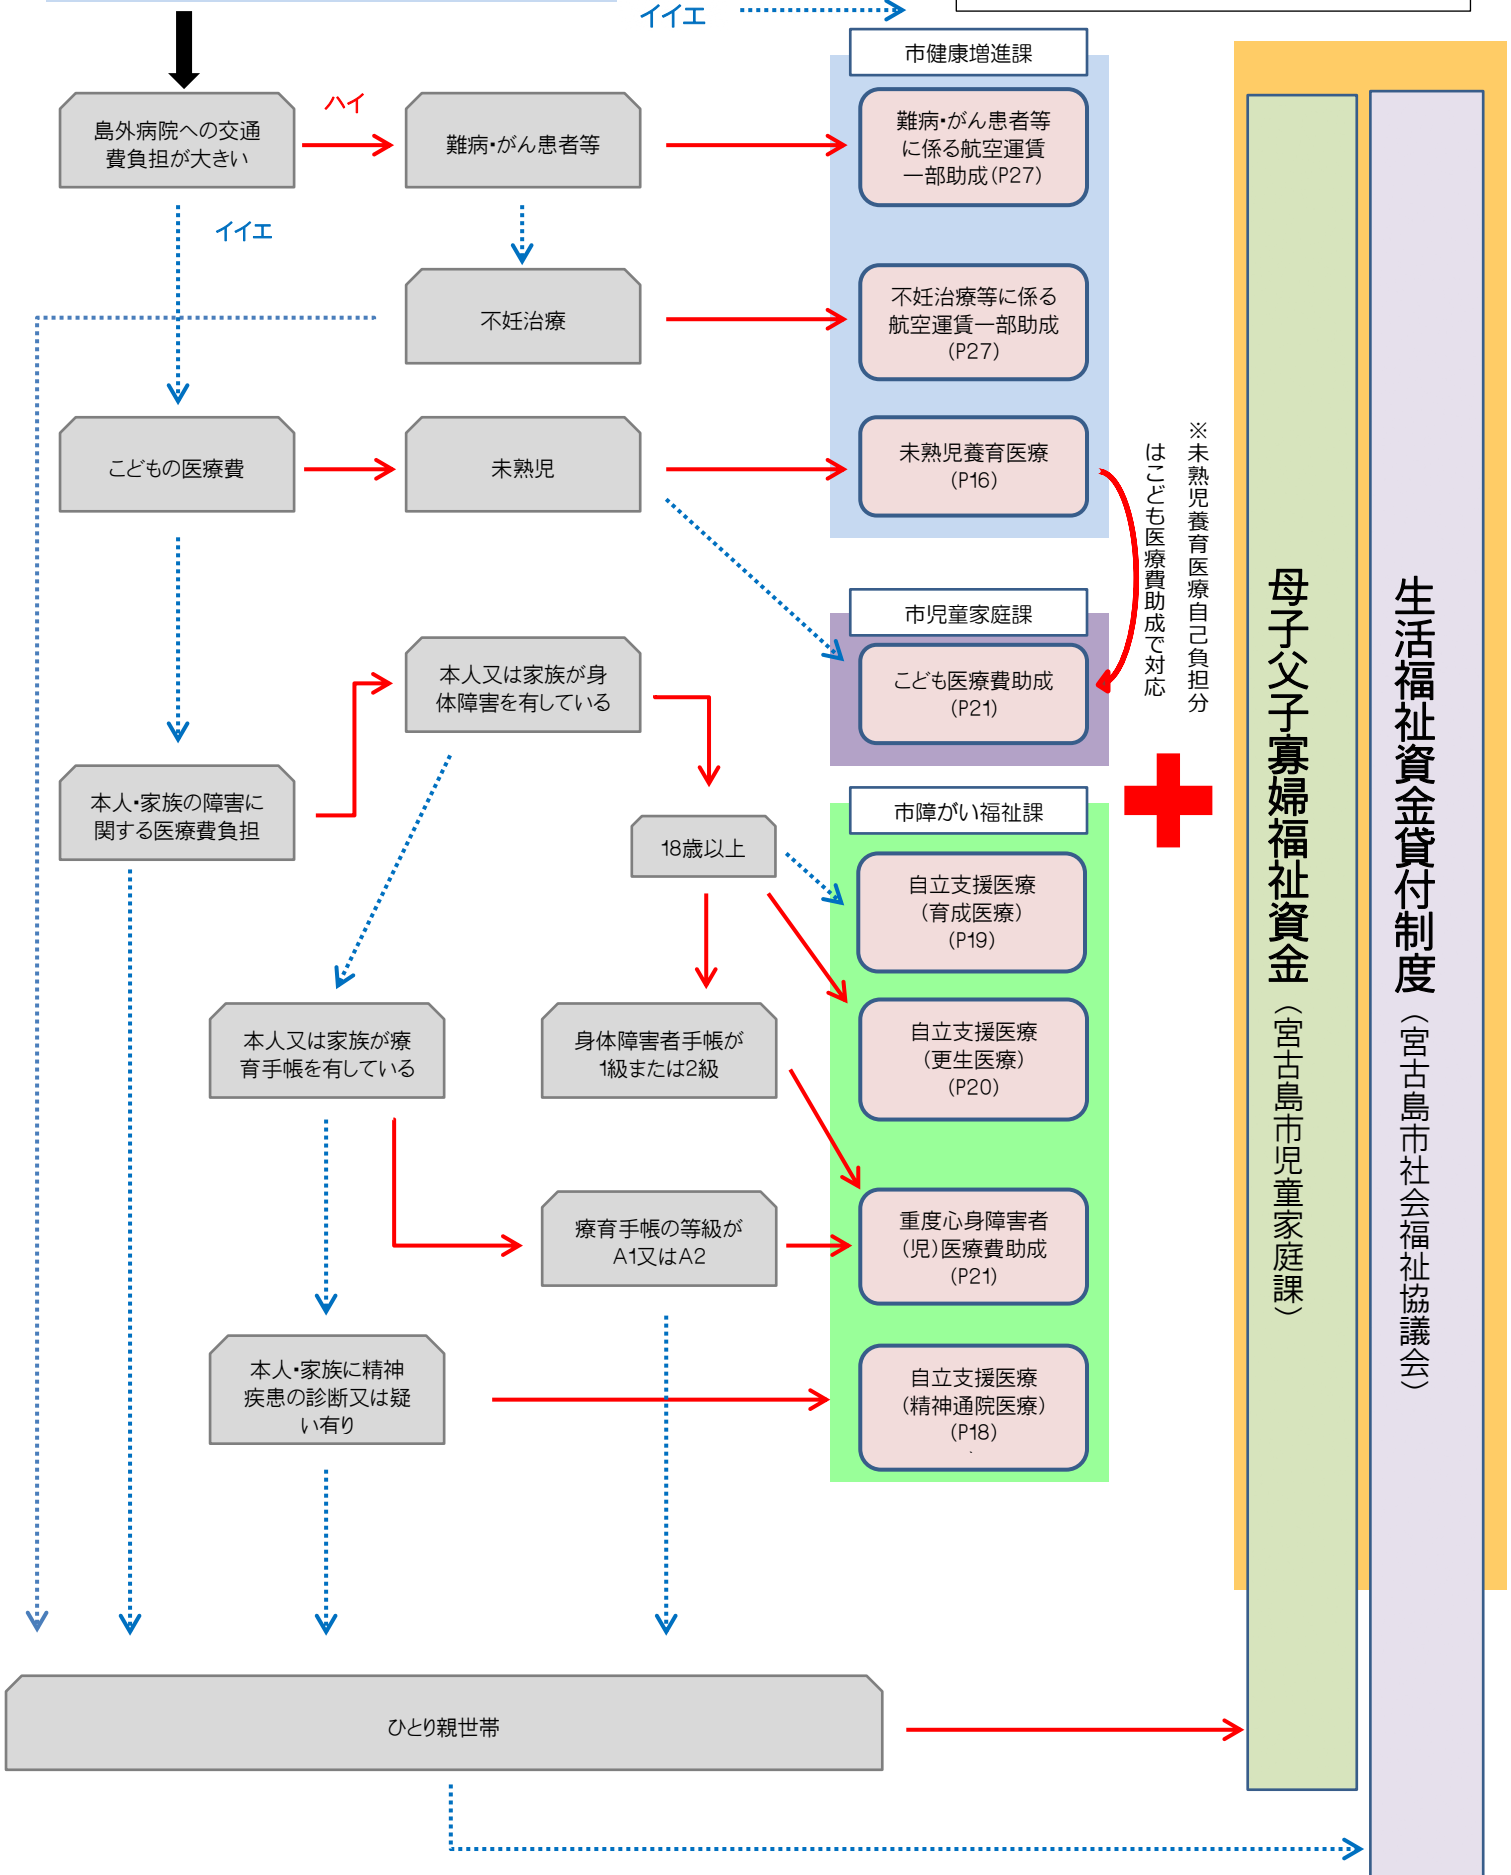 イイエ
市健康増進課
島外病院への交通
費負担が大きい
ハイ
難病・がん患者等
難病・がん患者等
に係る航空運賃
一部助成(P27)
イイエ
不妊治療
不妊治療等に係る
航空運賃一部助成
(P27)
こどもの医療費
未熟児
未熟児養育医療
(P16)
※未熟児養育医療自己負担分
はこども医療費助成で対応
市児童家庭課
こども医療費助成
(P21)
本人又は家族が身
体障害を有している
本人・家族の障害に
関する医療費負担
18歳以上
市障がい福祉課
自立支援医療
(育成医療)
(P19)
本人又は家族が療
育手帳を有している
身体障害者手帳が
1級または2級
自立支援医療
(更生医療)
(P20)
療育手帳の等級が
A1又はA2
重度心身障害者
(児)医療費助成
(P21)
本人・家族に精神
疾患の診断又は疑
い有り
自立支援医療
(精神通院医療)
(P18)
ひとり親世帯
母子父子寡婦福祉資金(宮古島市児童家庭課)
生活福祉資金貸付制度(宮古島市社会福祉協議会)